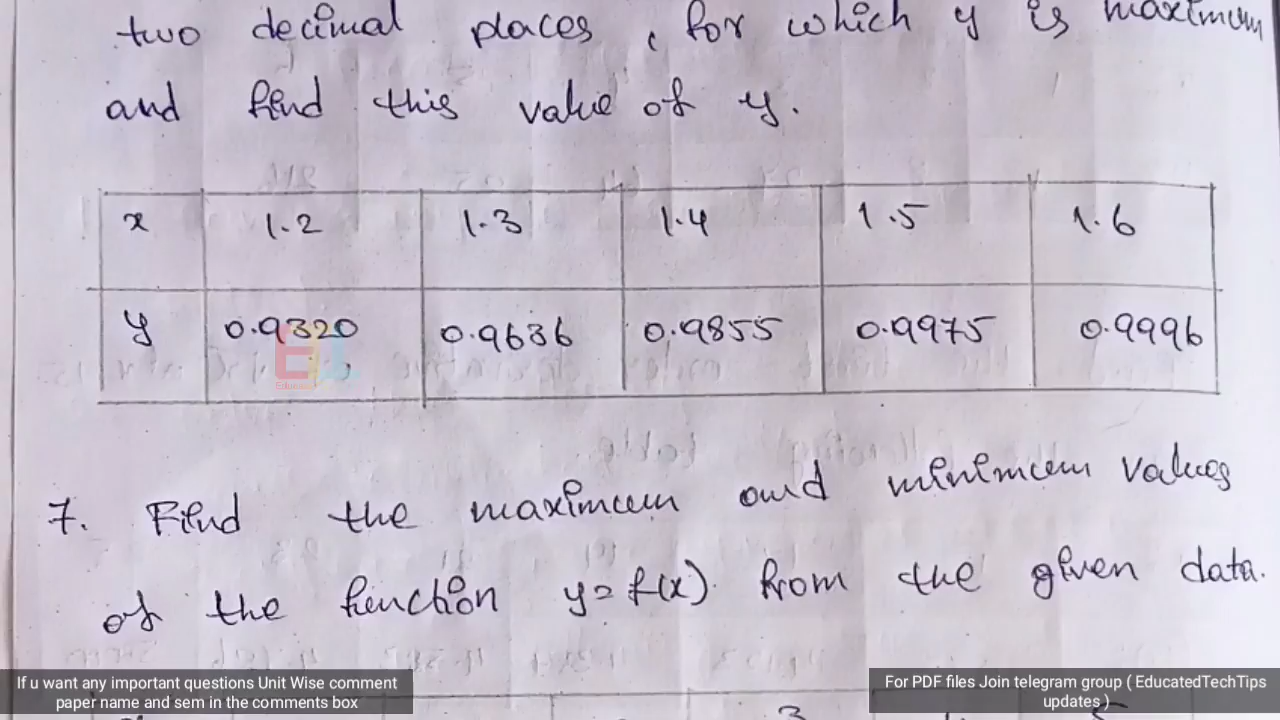 two decimal places, for which y is maximum
and find this value of y.
x 1.2 1.3 1.4 1.5 1.6
y 0.9320 0.9636 0.9855 0.9975 0.9996
7. Find the maximum and minimum values
of the function y=f(x) from the given data.
If u want any important questions Unit Wise comment
paper name and sem in the comments box
For PDF files Join telegram group ( EducatedTechTips
updates )